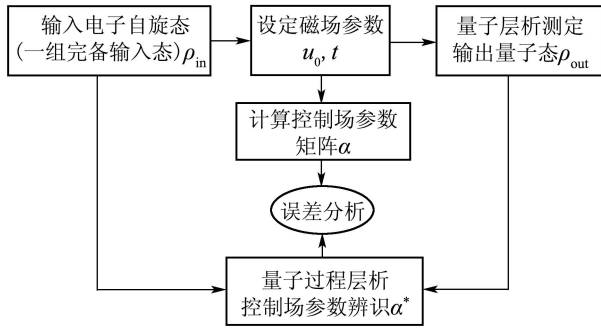 输入电子自旋态
(一组完备输入态)ρin
设定磁场参数
u0, t
量子层析测定
输出量子态ρout
计算控制场参数
矩阵α
误差分析
量子过程层析
控制场参数辨识α*